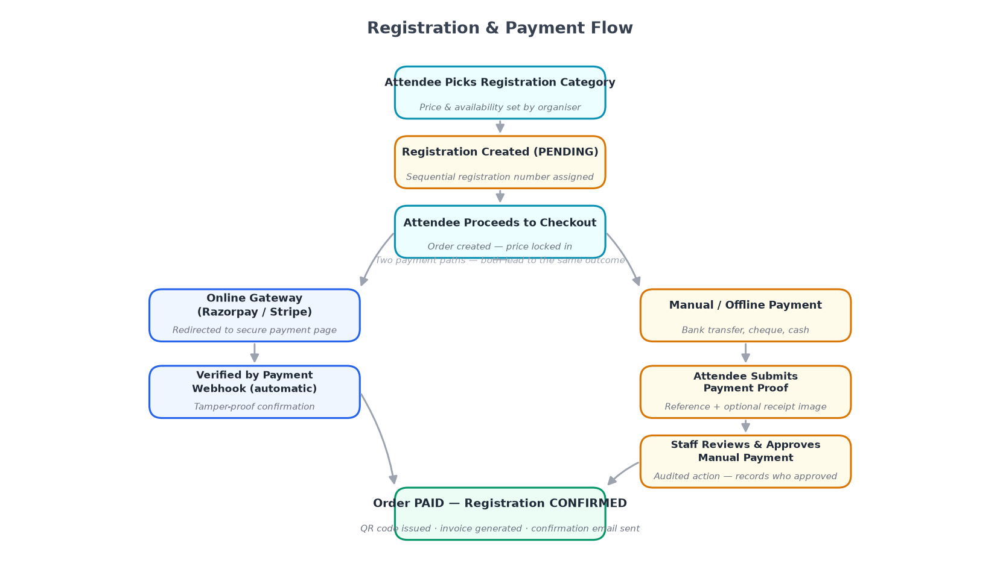 Registration & Payment Flow
Attendee Picks Registration Category
Price & availability set by organiser
Registration Created (PENDING)
Sequential registration number assigned
Attendee Proceeds to Checkout
Order created — price locked in
Two payment paths — both lead to the same outcome
Online Gateway
(Razorpay / Stripe)
Redirected to secure payment page
Manual / Offline Payment
Bank transfer, cheque, cash
Verified by Payment
Webhook (automatic)
Tamper-proof confirmation
Attendee Submits
Payment Proof
Reference + optional receipt image
Staff Reviews & Approves
Manual Payment
Audited action — records who approved
Order PAID — Registration CONFIRMED
QR code issued · invoice generated · confirmation email sent